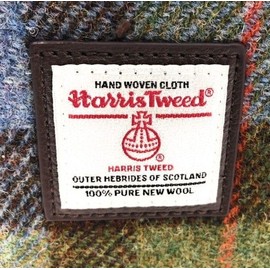 HAND WOVEN CLOTH
Harris Tweed®
®
HARRIS TWEED
OUTER HEBRIDES OF SCOTLAND
100% PURE NEW WOOL